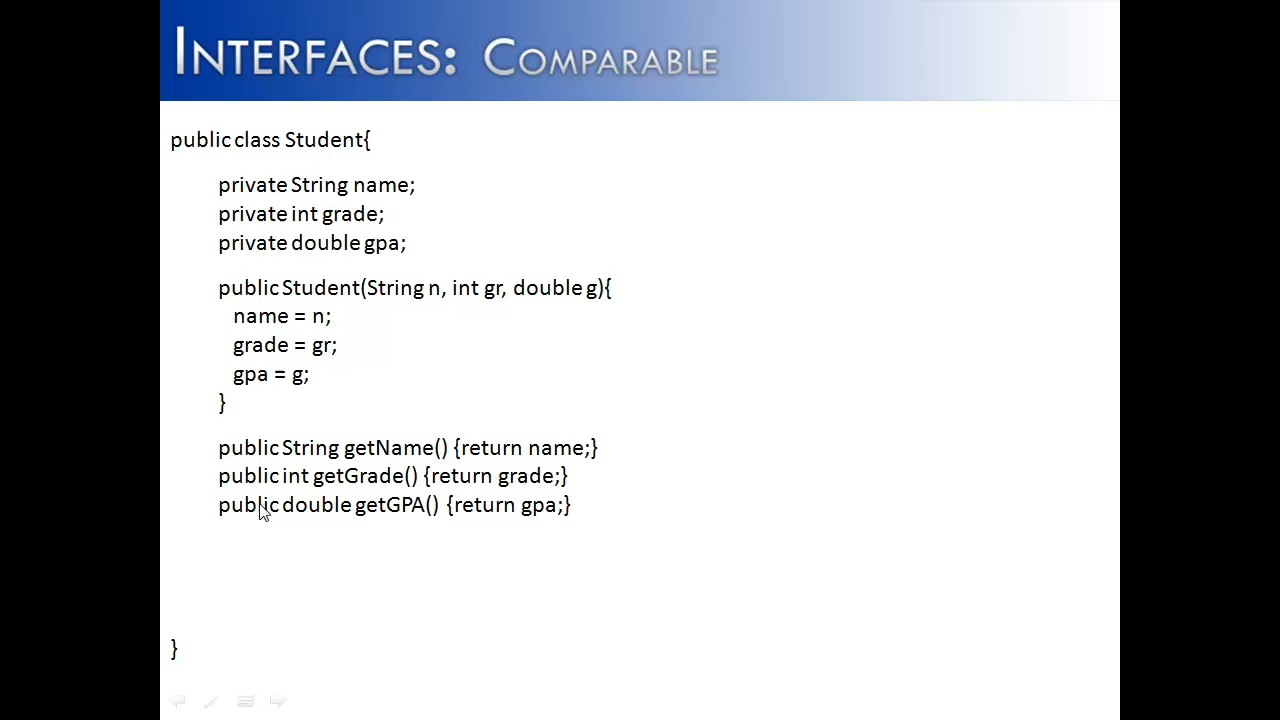 INTERFACES: COMPARABLE
public class Student{
private String name;
private int grade;
private double gpa;
public Student(String n, int gr, double g){
name = n;
grade = gr;
gpa = g;
}
public String getName() {return name;}
public int getGrade() {return grade;}
public double getGPA() {return gpa;}
}